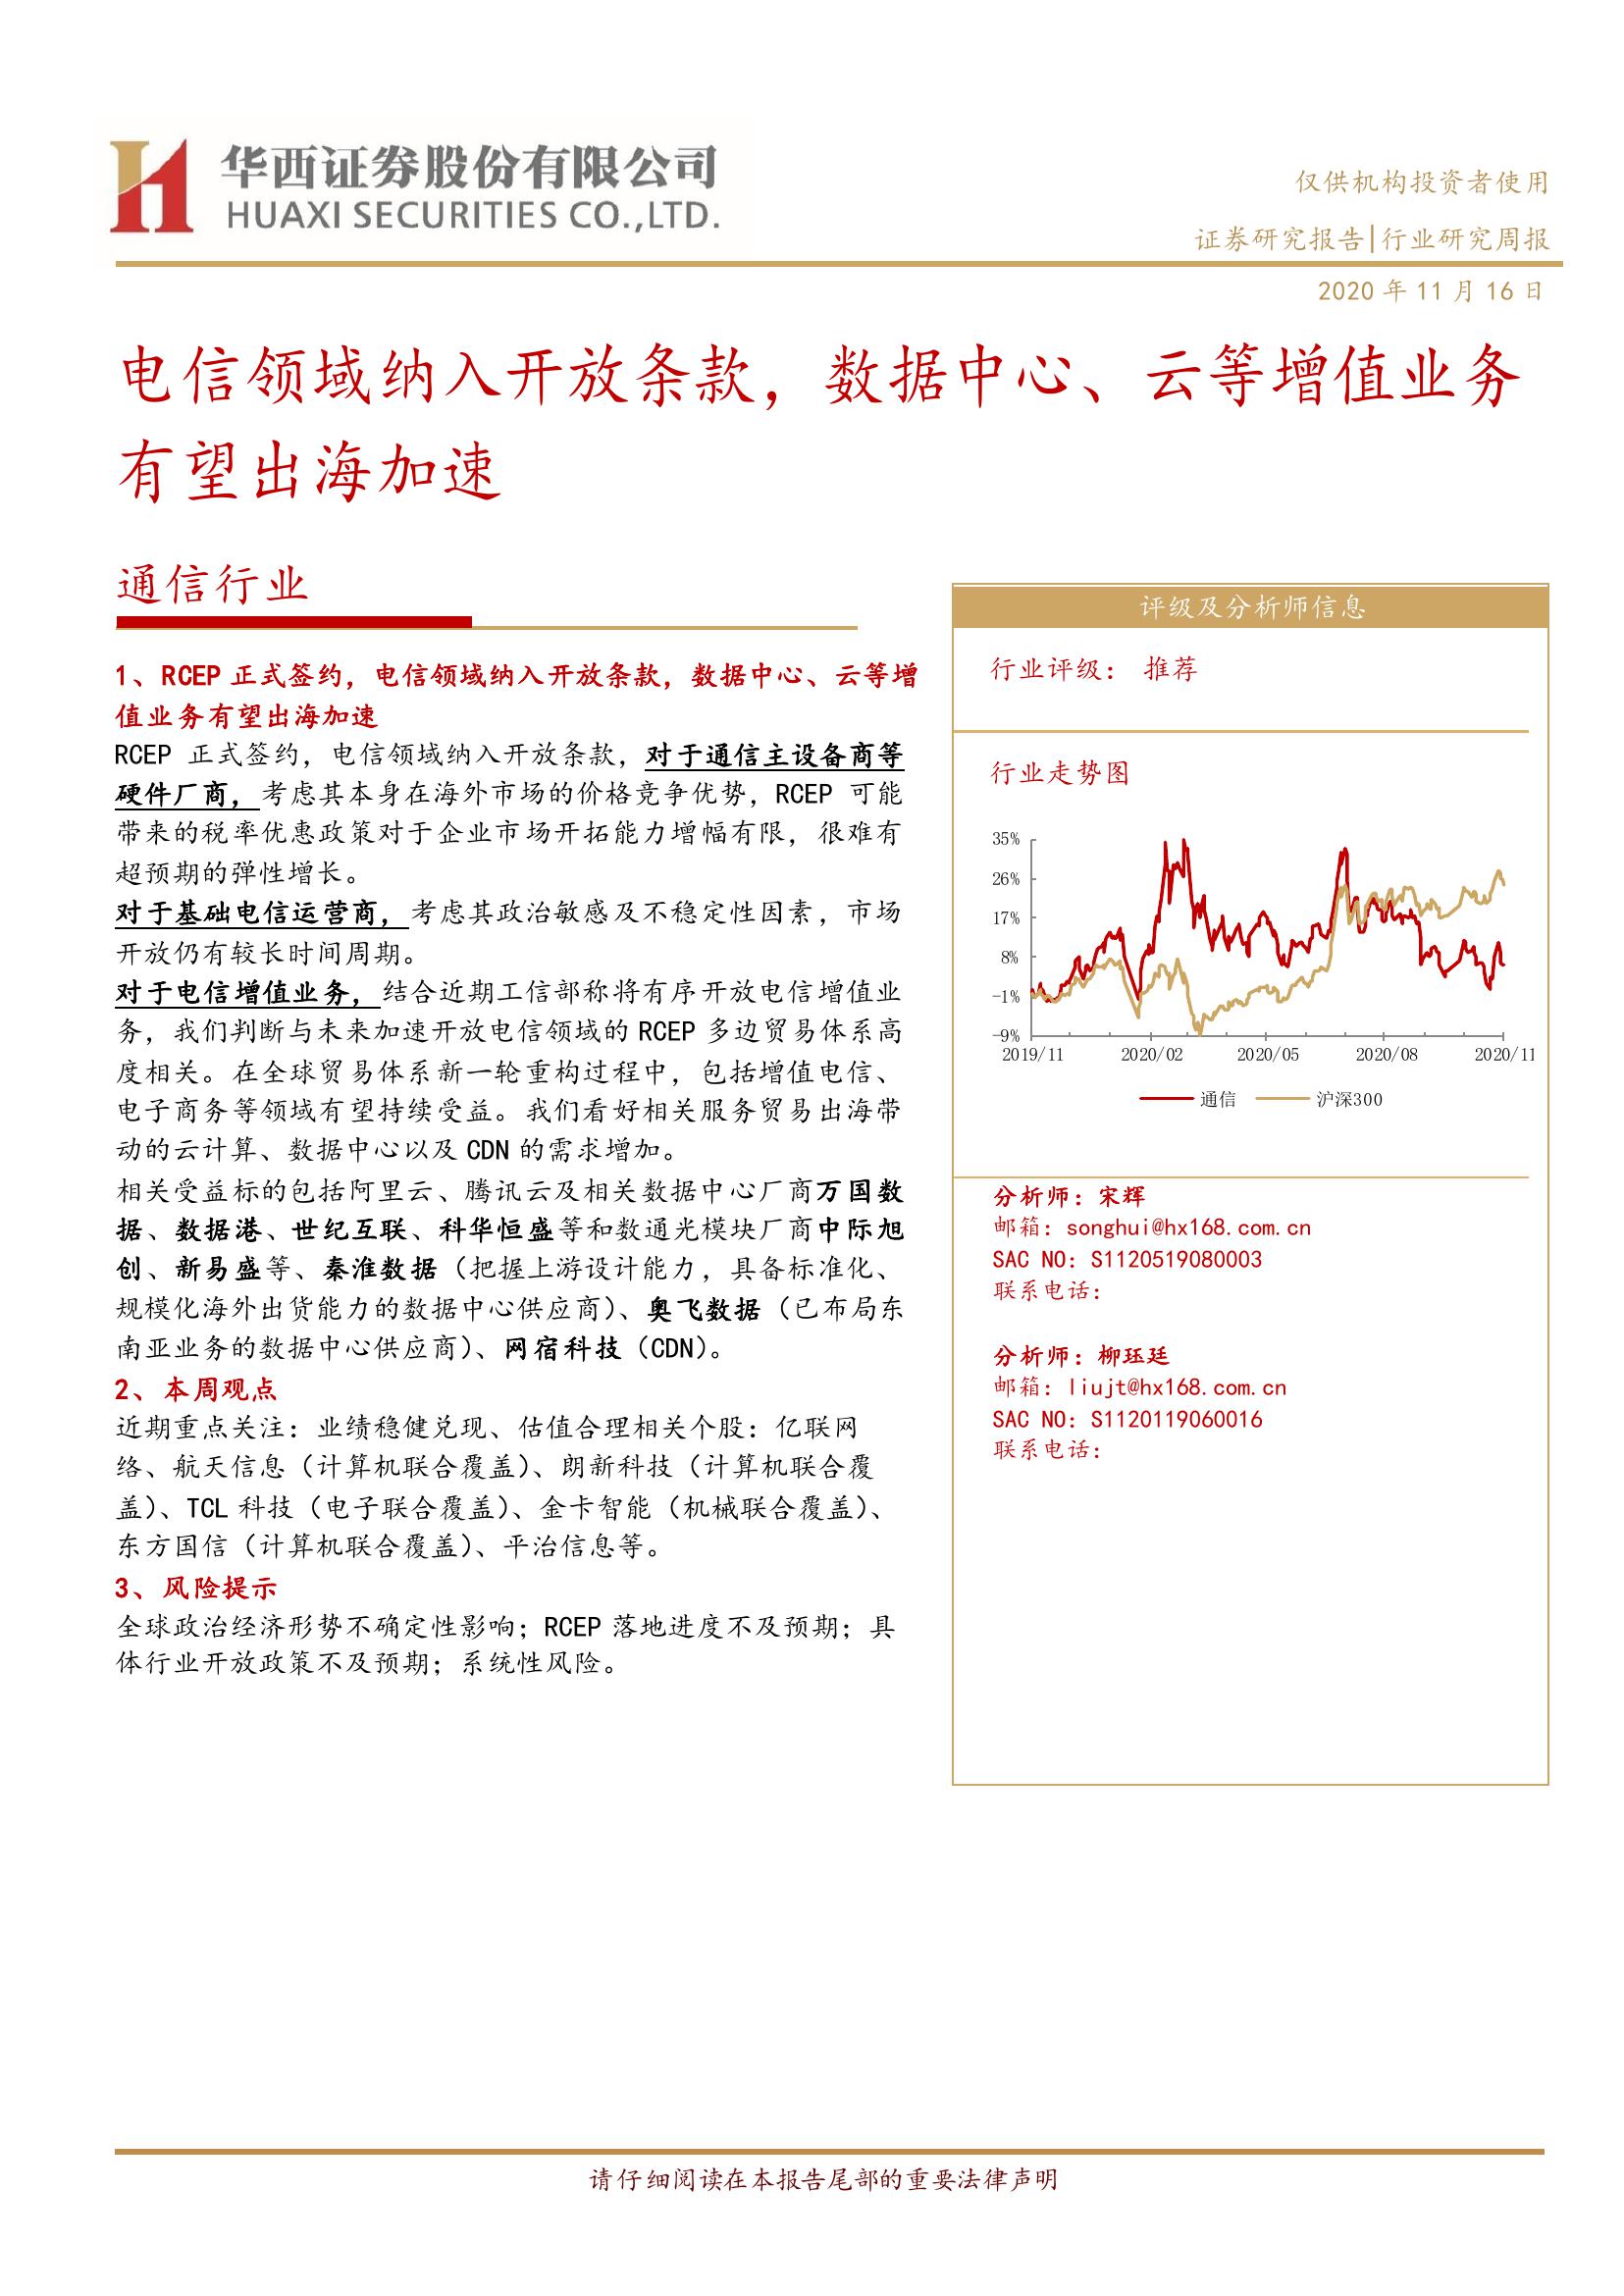 华西证券股份有限公司
HUAXI SECURITIES CO.,LTD.
仅供机构投资者使用
证券研究报告|行业研究周报
2020 年 11 月 16 日
电信领域纳入开放条款，数据中心、云等增值业务
有望出海加速
通信行业
1、RCEP 正式签约，电信领域纳入开放条款，数据中心、云等增
值业务有望出海加速
RCEP 正式签约，电信领域纳入开放条款，对于通信主设备商等
硬件厂商，考虑其本身在海外市场的价格竞争优势，RCEP 可能
带来的税率优惠政策对于企业市场开拓能力增幅有限，很难有
超预期的弹性增长。
对于基础电信运营商，考虑其政治敏感及不稳定性因素，市场
开放仍有较长时间周期。
对于电信增值业务，结合近期工信部称将有序开放电信增值业
务，我们判断与未来加速开放电信领域的 RCEP 多边贸易体系高
度相关。在全球贸易体系新一轮重构过程中，包括增值电信、
电子商务等领域有望持续受益。我们看好相关服务贸易出海带
动的云计算、数据中心以及 CDN 的需求增加。
相关受益标的包括阿里云、腾讯云及相关数据中心厂商万国数
据、数据港、世纪互联、科华恒盛等和数通光模块厂商中际旭
创、新易盛等、秦淮数据（把握上游设计能力，具备标准化、
规模化海外出货能力的数据中心供应商）、奥飞数据（已布局东
南亚业务的数据中心供应商）、网宿科技（CDN）。
2、本周观点
近期重点关注：业绩稳健兑现、估值合理相关个股：亿联网
络、航天信息（计算机联合覆盖）、朗新科技（计算机联合覆
盖）、TCL 科技（电子联合覆盖）、金卡智能（机械联合覆盖）、
东方国信（计算机联合覆盖）、平治信息等。
3、风险提示
全球政治经济形势不确定性影响；RCEP 落地进度不及预期；具
体行业开放政策不及预期；系统性风险。
评级及分析师信息
行业评级： 推荐
行业走势图
35%
26%
17%
8%
-1%
-9%
2019/11 2020/02 2020/05 2020/08 2020/11
通信 沪深300
分析师：宋辉
邮箱：songhui@hx168.com.cn
SAC NO：S1120519080003
联系电话：
分析师：柳珏廷
邮箱：liujt@hx168.com.cn
SAC NO：S1120119060016
联系电话：
请仔细阅读在本报告尾部的重要法律声明